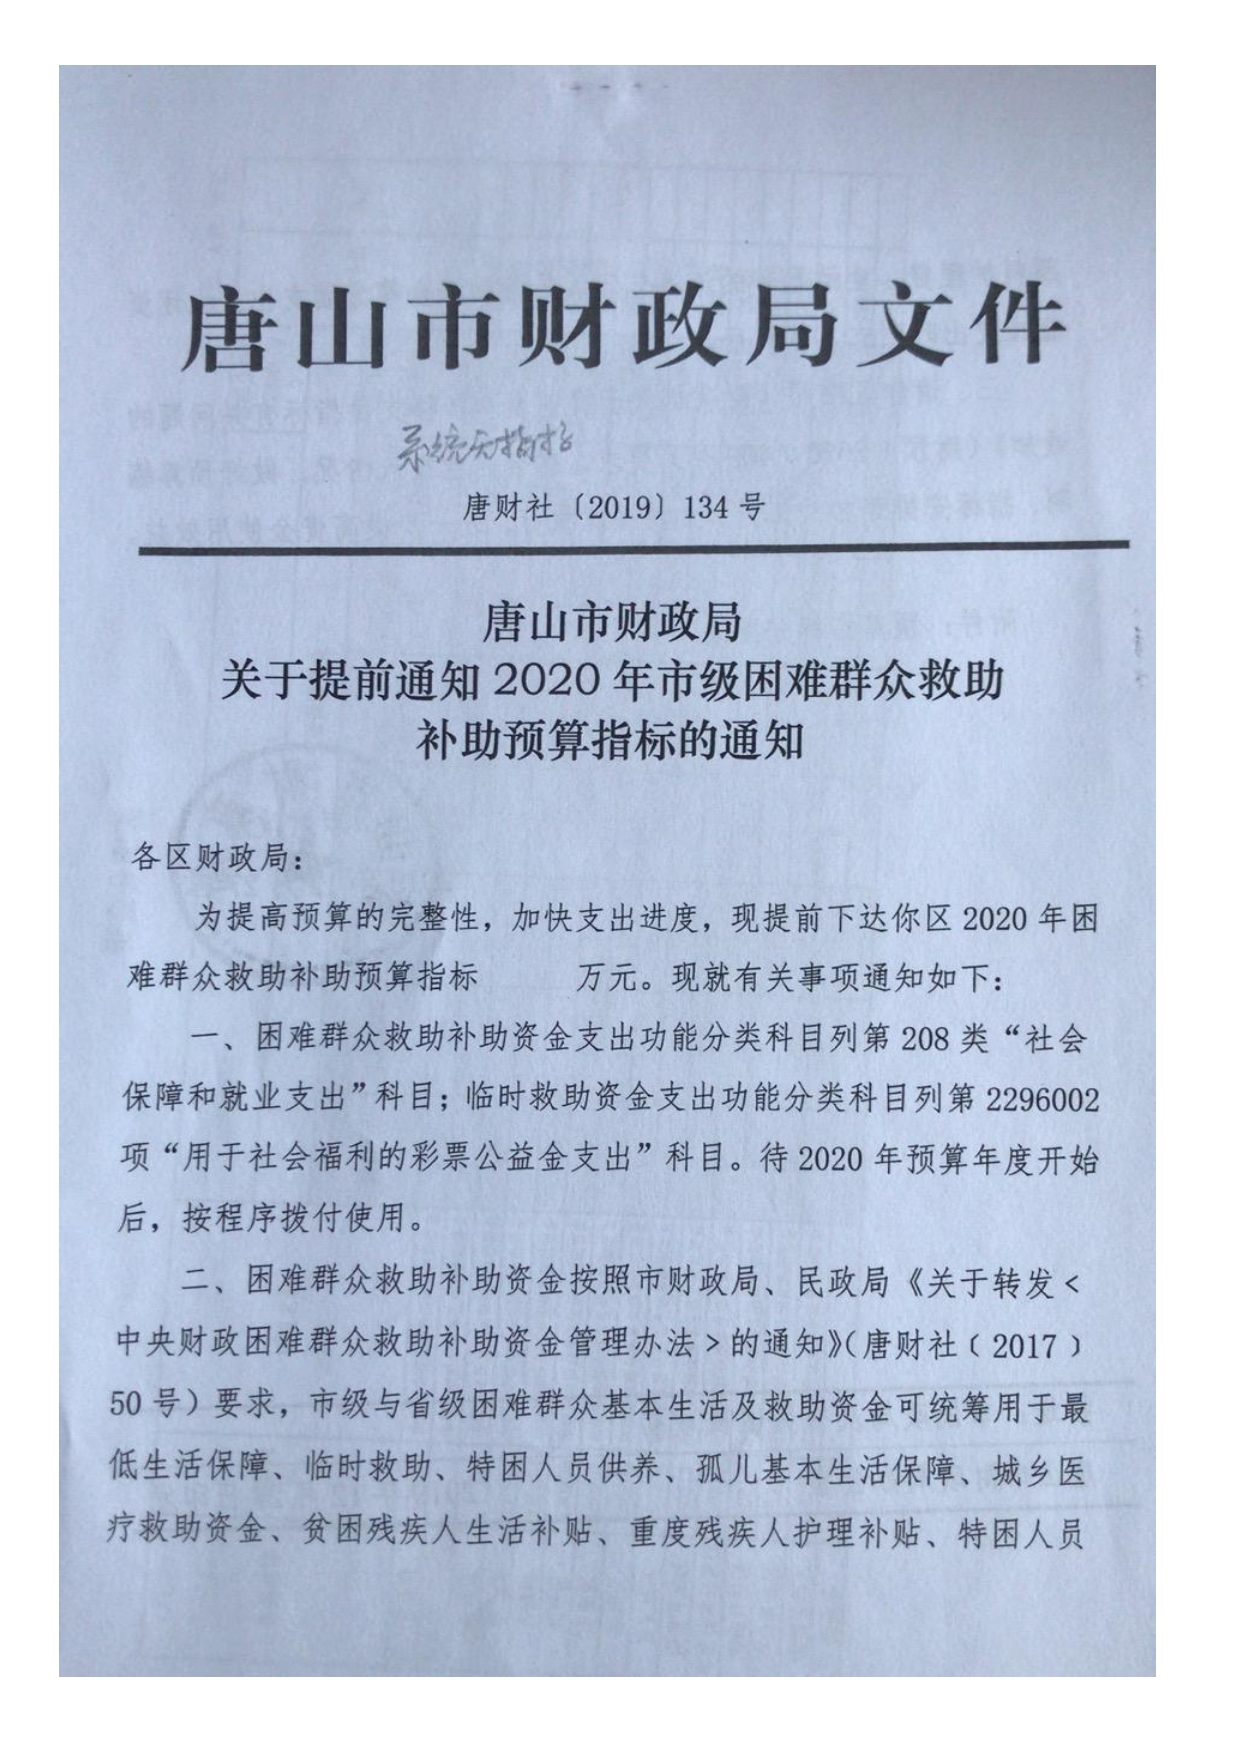 唐山市财政局文件
系统无指标
唐财社〔2019〕134号
唐山市财政局
关于提前通知2020年市级困难群众救助
补助预算指标的通知
各区财政局：
为提高预算的完整性，加快支出进度，现提前下达你区2020年困
难群众救助补助预算指标 万元。现就有关事项通知如下：
一、困难群众救助补助资金支出功能分类科目列第208类“社会
保障和就业支出”科目；临时救助资金支出功能分类科目列第2296002
项“用于社会福利的彩票公益金支出”科目。待2020年预算年度开始
后，按程序拨付使用。
二、困难群众救助补助资金按照市财政局、民政局《关于转发<
中央财政困难群众救助补助资金管理办法>的通知》（唐财社﹝2017﹞
50号）要求，市级与省级困难群众基本生活及救助资金可统筹用于最
低生活保障、临时救助、特困人员供养、孤儿基本生活保障、城乡医
疗救助资金、贫困残疾人生活补贴、重度残疾人护理补贴、特困人员